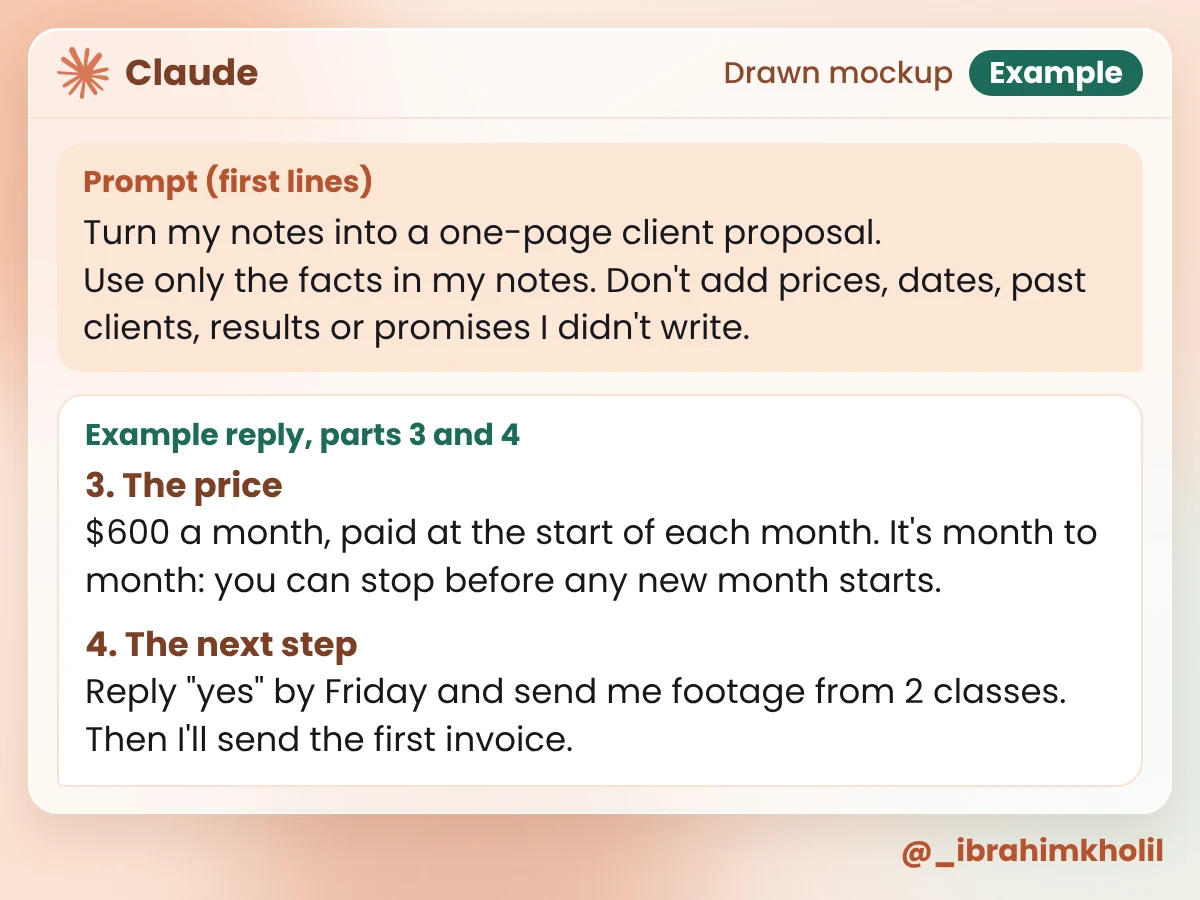 Claude
Drawn mockup
Example
Prompt (first lines)
Turn my notes into a one-page client proposal.
Use only the facts in my notes. Don't add prices, dates, past
clients, results or promises I didn't write.
Example reply, parts 3 and 4
3. The price
$600 a month, paid at the start of each month. It's month to
month: you can stop before any new month starts.
4. The next step
Reply "yes" by Friday and send me footage from 2 classes.
Then I'll send the first invoice.
@_ibrahimkholil